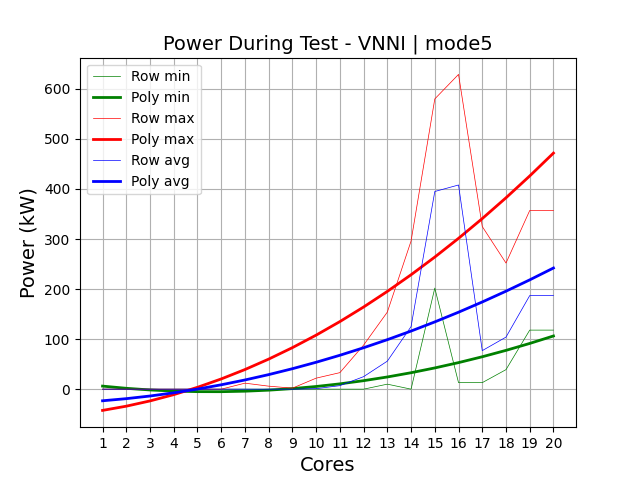 Power During Test - VNNI | mode5
Row min
Poly min
Row max
Poly max
Row avg
Poly avg
Power (kW)
600
500
400
300
200
100
0
1 2 3 4 5 6 7 8 9 10 11 12 13 14 15 16 17 18 19 20
Cores